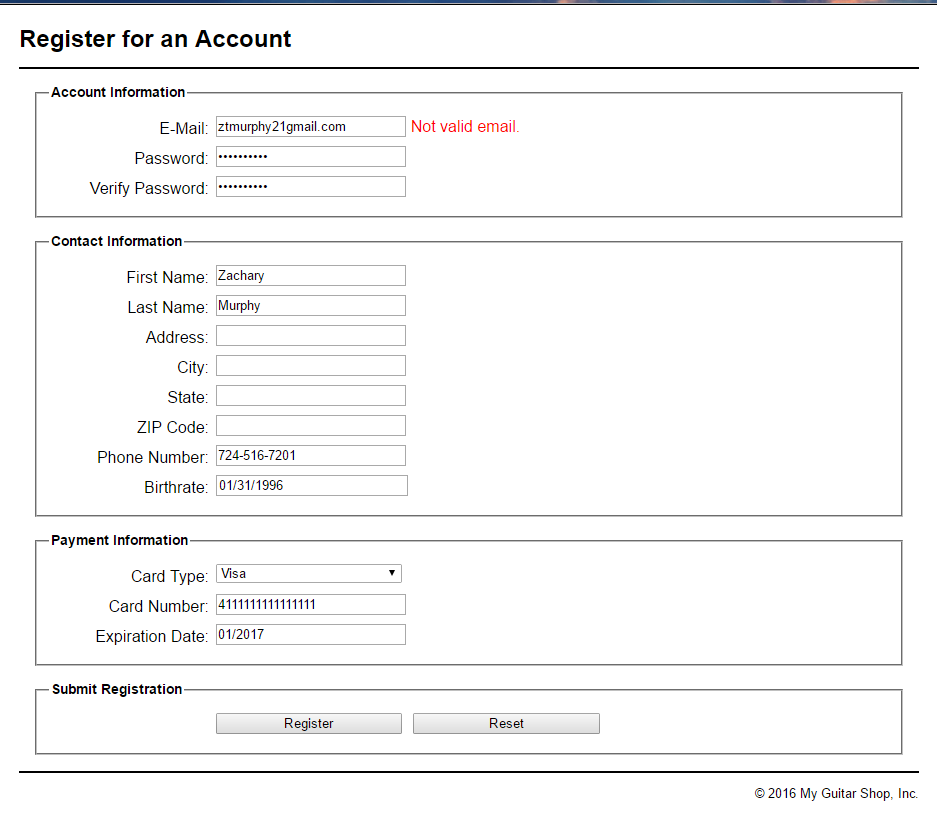 Register for an Account
Account Information
E-Mail: ztmurphy21gmail.com Not valid email.
Password: ••••••••••
Verify Password: ••••••••••
Contact Information
First Name: Zachary
Last Name: Murphy
Address:
City:
State:
ZIP Code:
Phone Number: 724-516-7201
Birthrate: 01/31/1996
Payment Information
Card Type: Visa
Card Number: 4111111111111111
Expiration Date: 01/2017
Submit Registration
Register Reset
© 2016 My Guitar Shop, Inc.